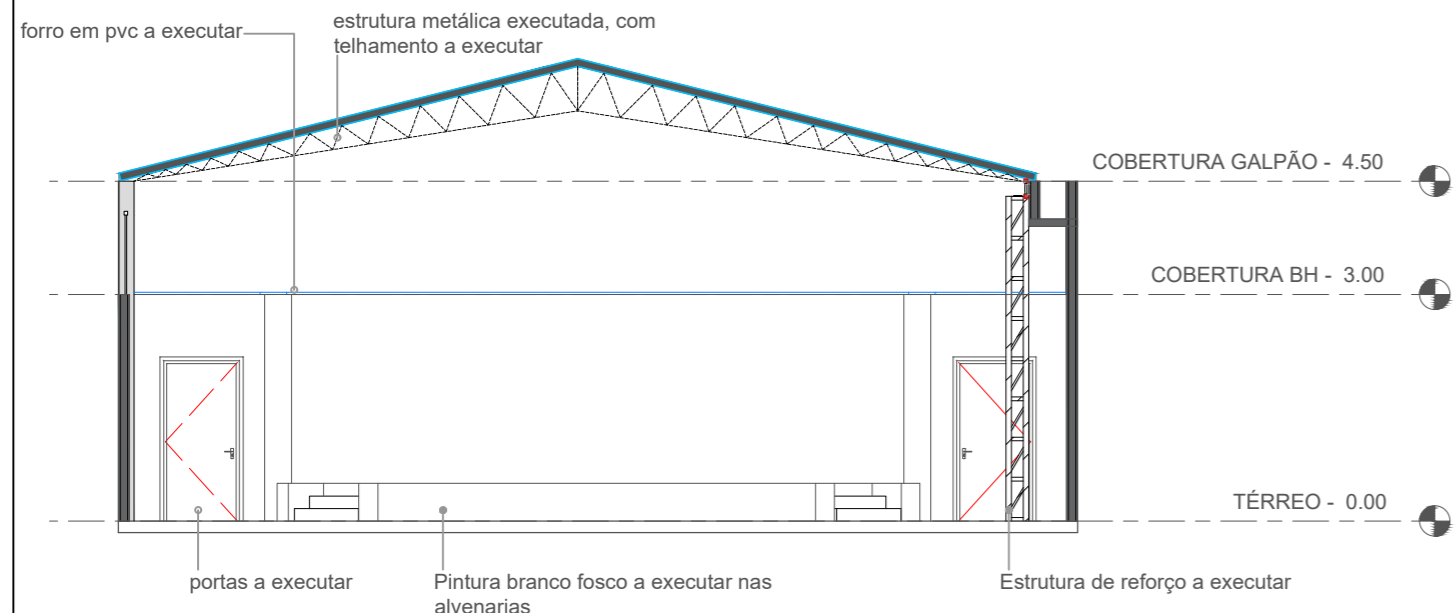 forro em pvc a executar
estrutura metálica executada, com
telhamento a executar
COBERTURA GALPÃO - 4.50
COBERTURA BH - 3.00
TÉRREO - 0.00
portas a executar
Pintura branco fosco a executar nas
alvenarias
Estrutura de reforço a executar